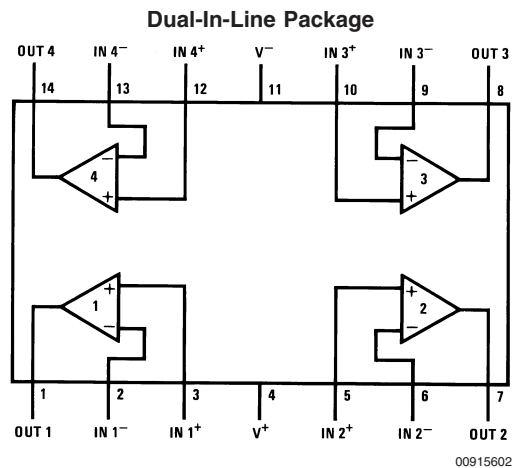 Dual-In-Line Package
OUT 4 IN 4− IN 4+ V− IN 3+ IN 3− OUT 3
14 13 12 11 10 9 8
− −
4 3
+ +
+ +
1 2
− −
1 2 3 4 5 6 7
OUT 1 IN 1− IN 1+ V+ IN 2+ IN 2− OUT 2
00915602